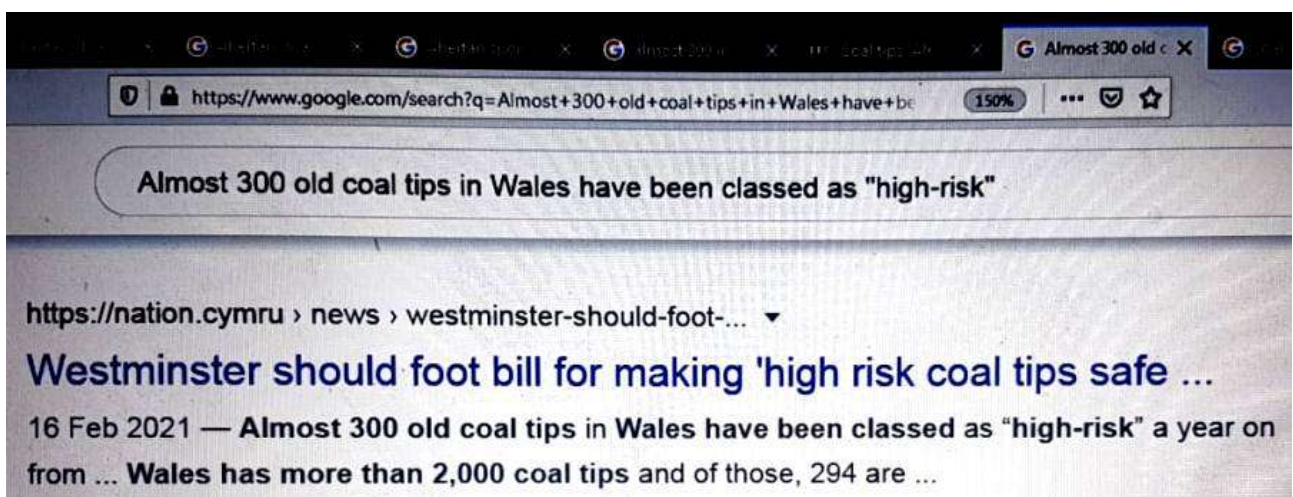 Almost 300 old c
https://www.google.com/search?q=Almost+300+old+coal+tips+in+Wales+have+be 150%
Almost 300 old coal tips in Wales have been classed as "high-risk"
https://nation.cymru › news › westminster-should-foot-...
Westminster should foot bill for making 'high risk coal tips safe ...
16 Feb 2021 — Almost 300 old coal tips in Wales have been classed as “high-risk” a year on
from ... Wales has more than 2,000 coal tips and of those, 294 are ...